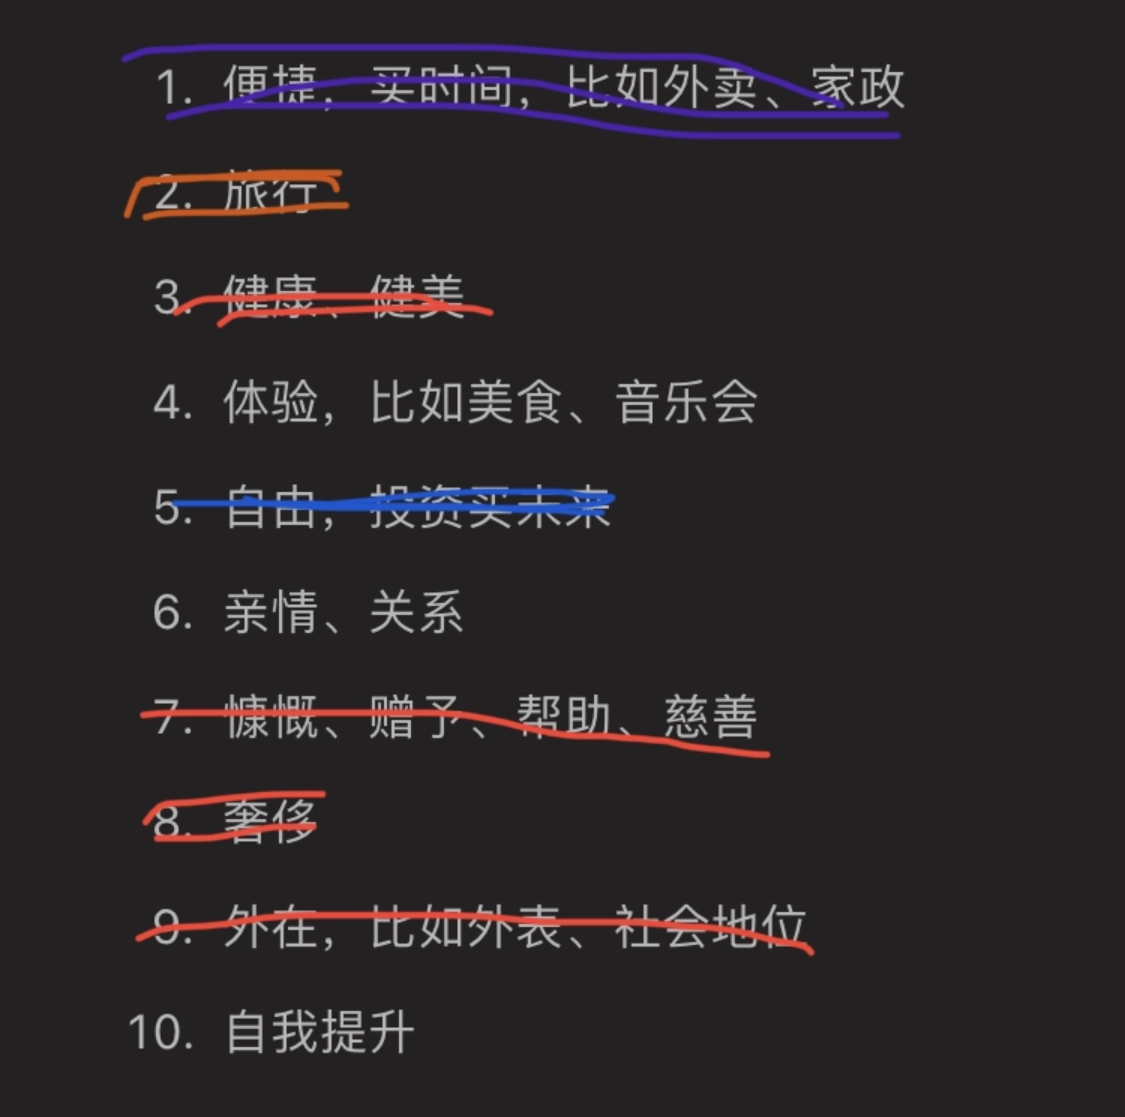 1. 便捷，买时间，比如外卖、家政
2. 旅行
3. 健康、健美
4. 体验，比如美食、音乐会
5. 自由，投资买未来
6. 亲情、关系
7. 慷慨、赠予、帮助、慈善
8. 奢侈
9. 外在，比如外表、社会地位
10. 自我提升